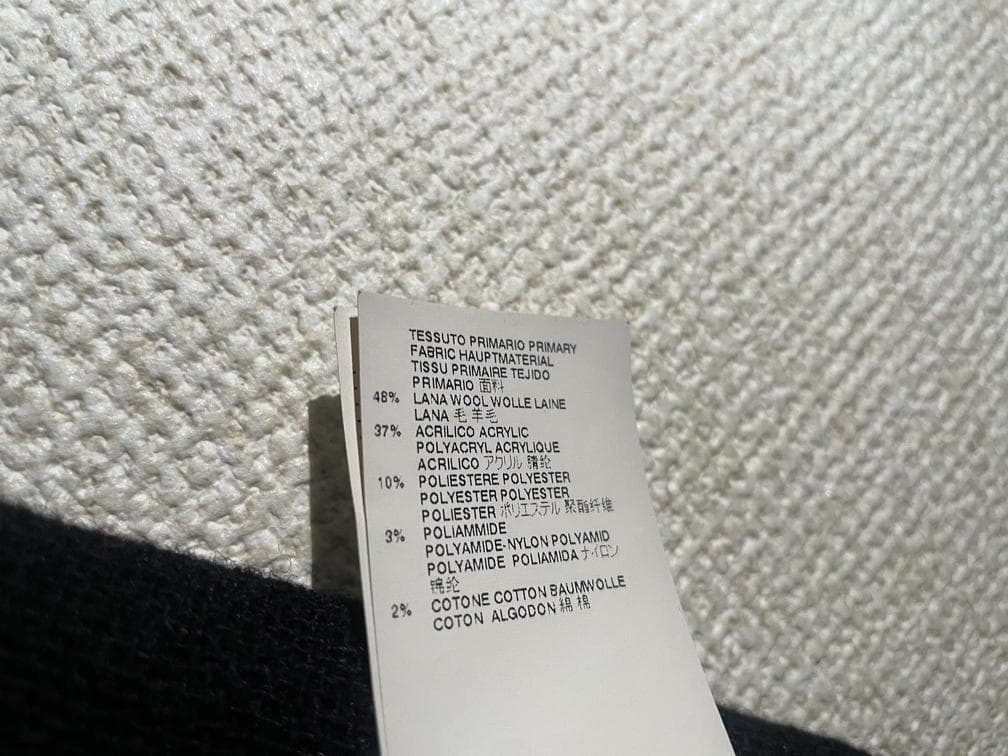 TESSUTO PRIMARIO PRIMARY
FABRIC HAUPTMATERIAL
TISSU PRIMAIRE TEJIDO
PRIMARIO 面料
48% LANA WOOL WOLLE LAINE
LANA 毛 羊毛
37% ACRILICO ACRYLIC
POLYACRYL ACRYLIQUE
ACRILICO アクリル 腈纶
10% POLIESTERE POLYESTER
POLYESTER POLYESTER
POLIESTER ポリエステル 聚酯纤维
3% POLIAMMIDE
POLYAMIDE-NYLON POLYAMID
POLYAMIDE POLIAMIDA ナイロン
锦纶
2% COTONE COTTON BAUMWOLLE
COTON ALGODON 綿 棉